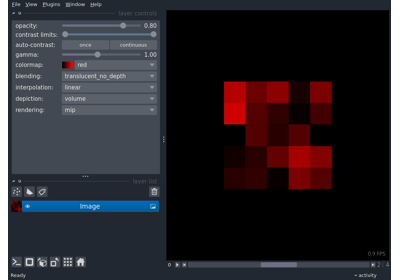 File View Plugins Window Help
layer controls
opacity: 0.80
contrast limits:
auto-contrast: once continuous
gamma: 1.00
colormap: red
blending: translucent_no_depth
interpolation: linear
depiction: volume
rendering: mip
layer list
Image
0.9 FPS
0 2 4
Ready activity